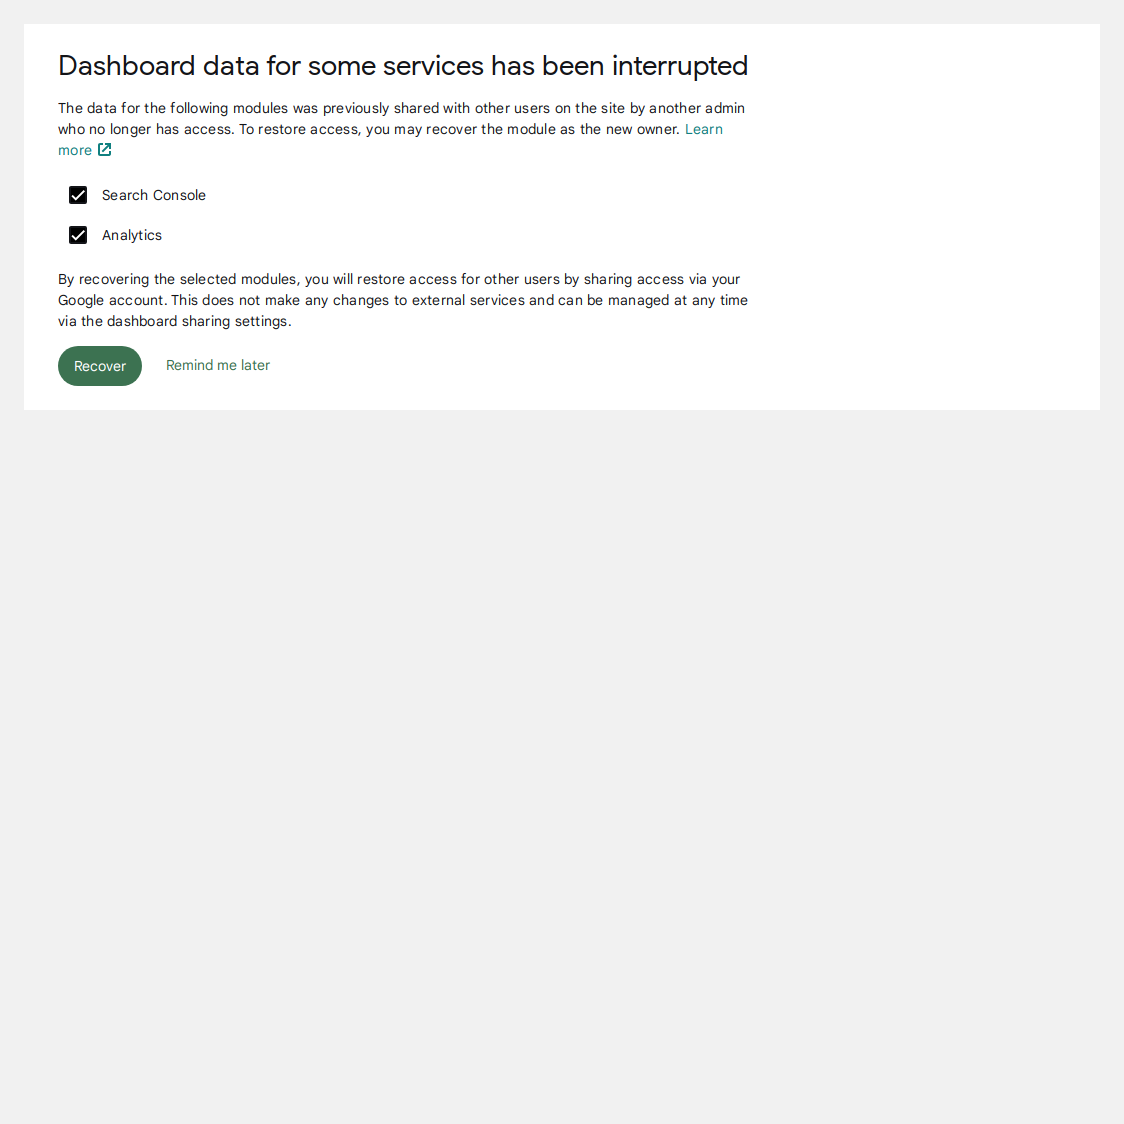 Dashboard data for some services has been interrupted
The data for the following modules was previously shared with other users on the site by another admin
who no longer has access. To restore access, you may recover the module as the new owner. Learn
more
Search Console
Analytics
By recovering the selected modules, you will restore access for other users by sharing access via your
Google account. This does not make any changes to external services and can be managed at any time
via the dashboard sharing settings.
Recover
Remind me later